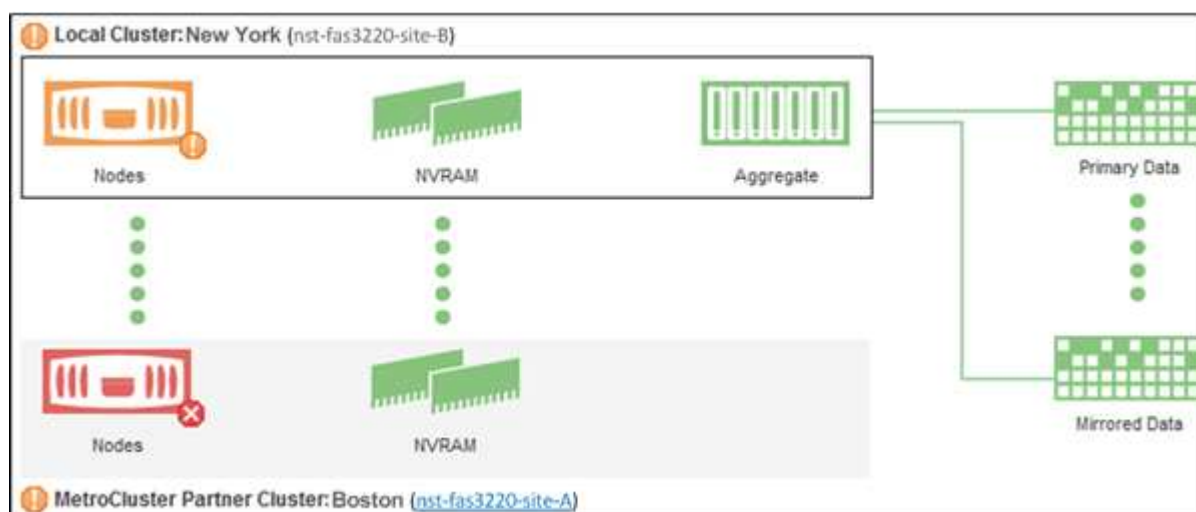 Local Cluster: New York (nst-fas3220-site-B)
Nodes NVRAM Aggregate
Primary Data
Nodes NVRAM
Mirrored Data
MetroCluster Partner Cluster: Boston (nst-fas3220-site-A)